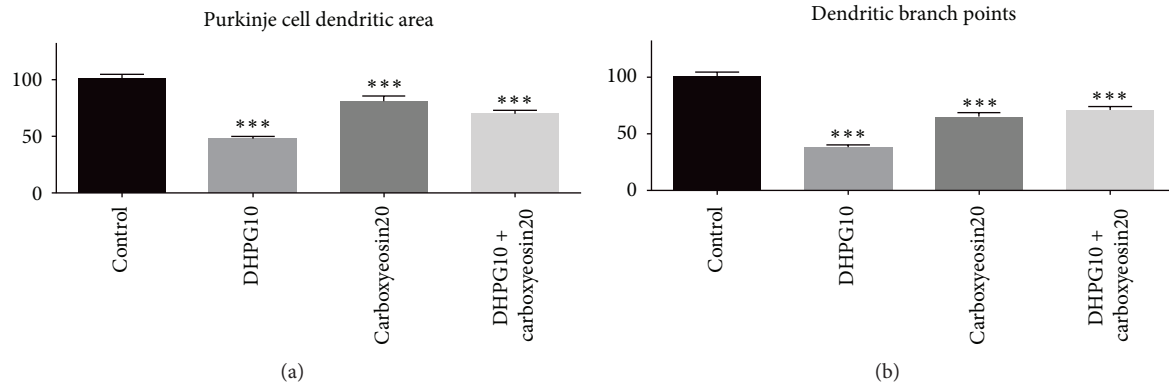 Purkinje cell dendritic area
100
50
0
***
***
***
Control
DHPG10
Carboxyeosin20
DHPG10 +
carboxyeosin20
(a)
Dendritic branch points
100
50
0
***
***
***
Control
DHPG10
Carboxyeosin20
DHPG10 +
carboxyeosin20
(b)